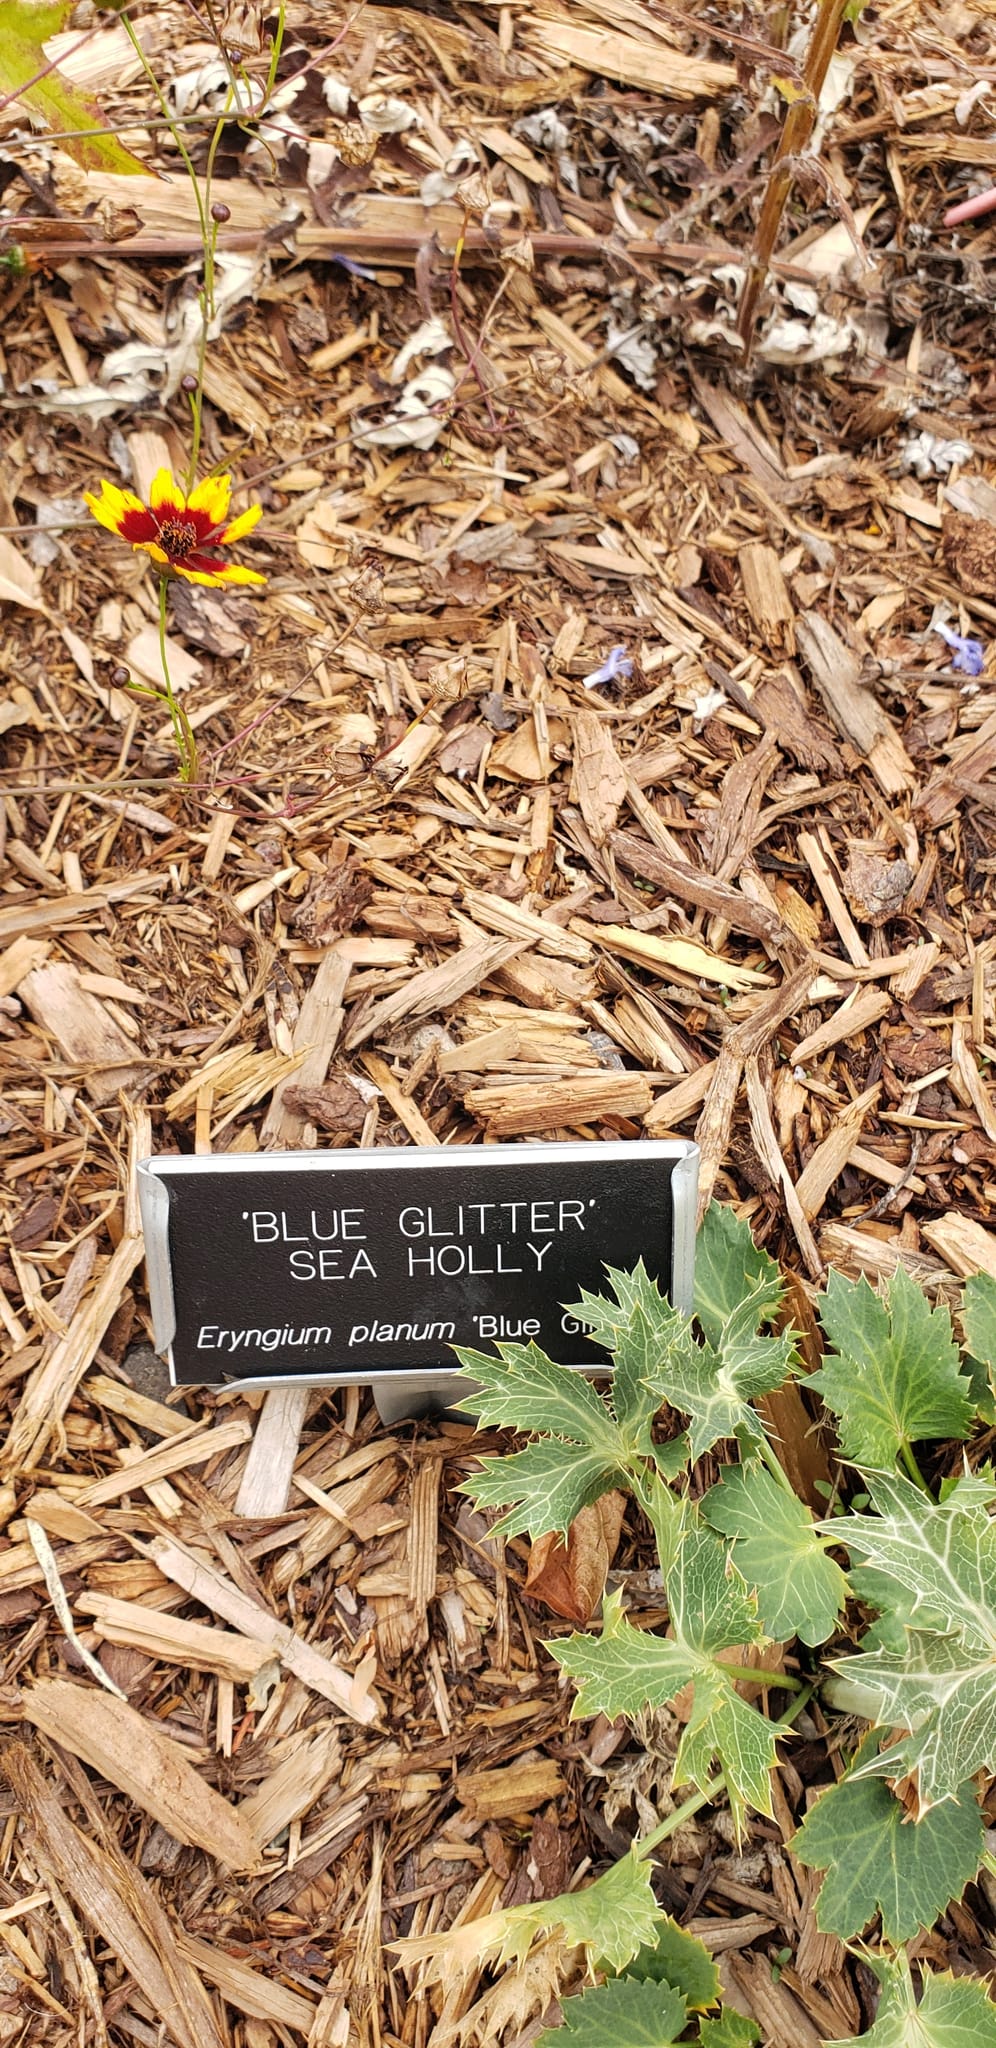 'BLUE GLITTER'
SEA HOLLY
Eryngium planum 'Blue